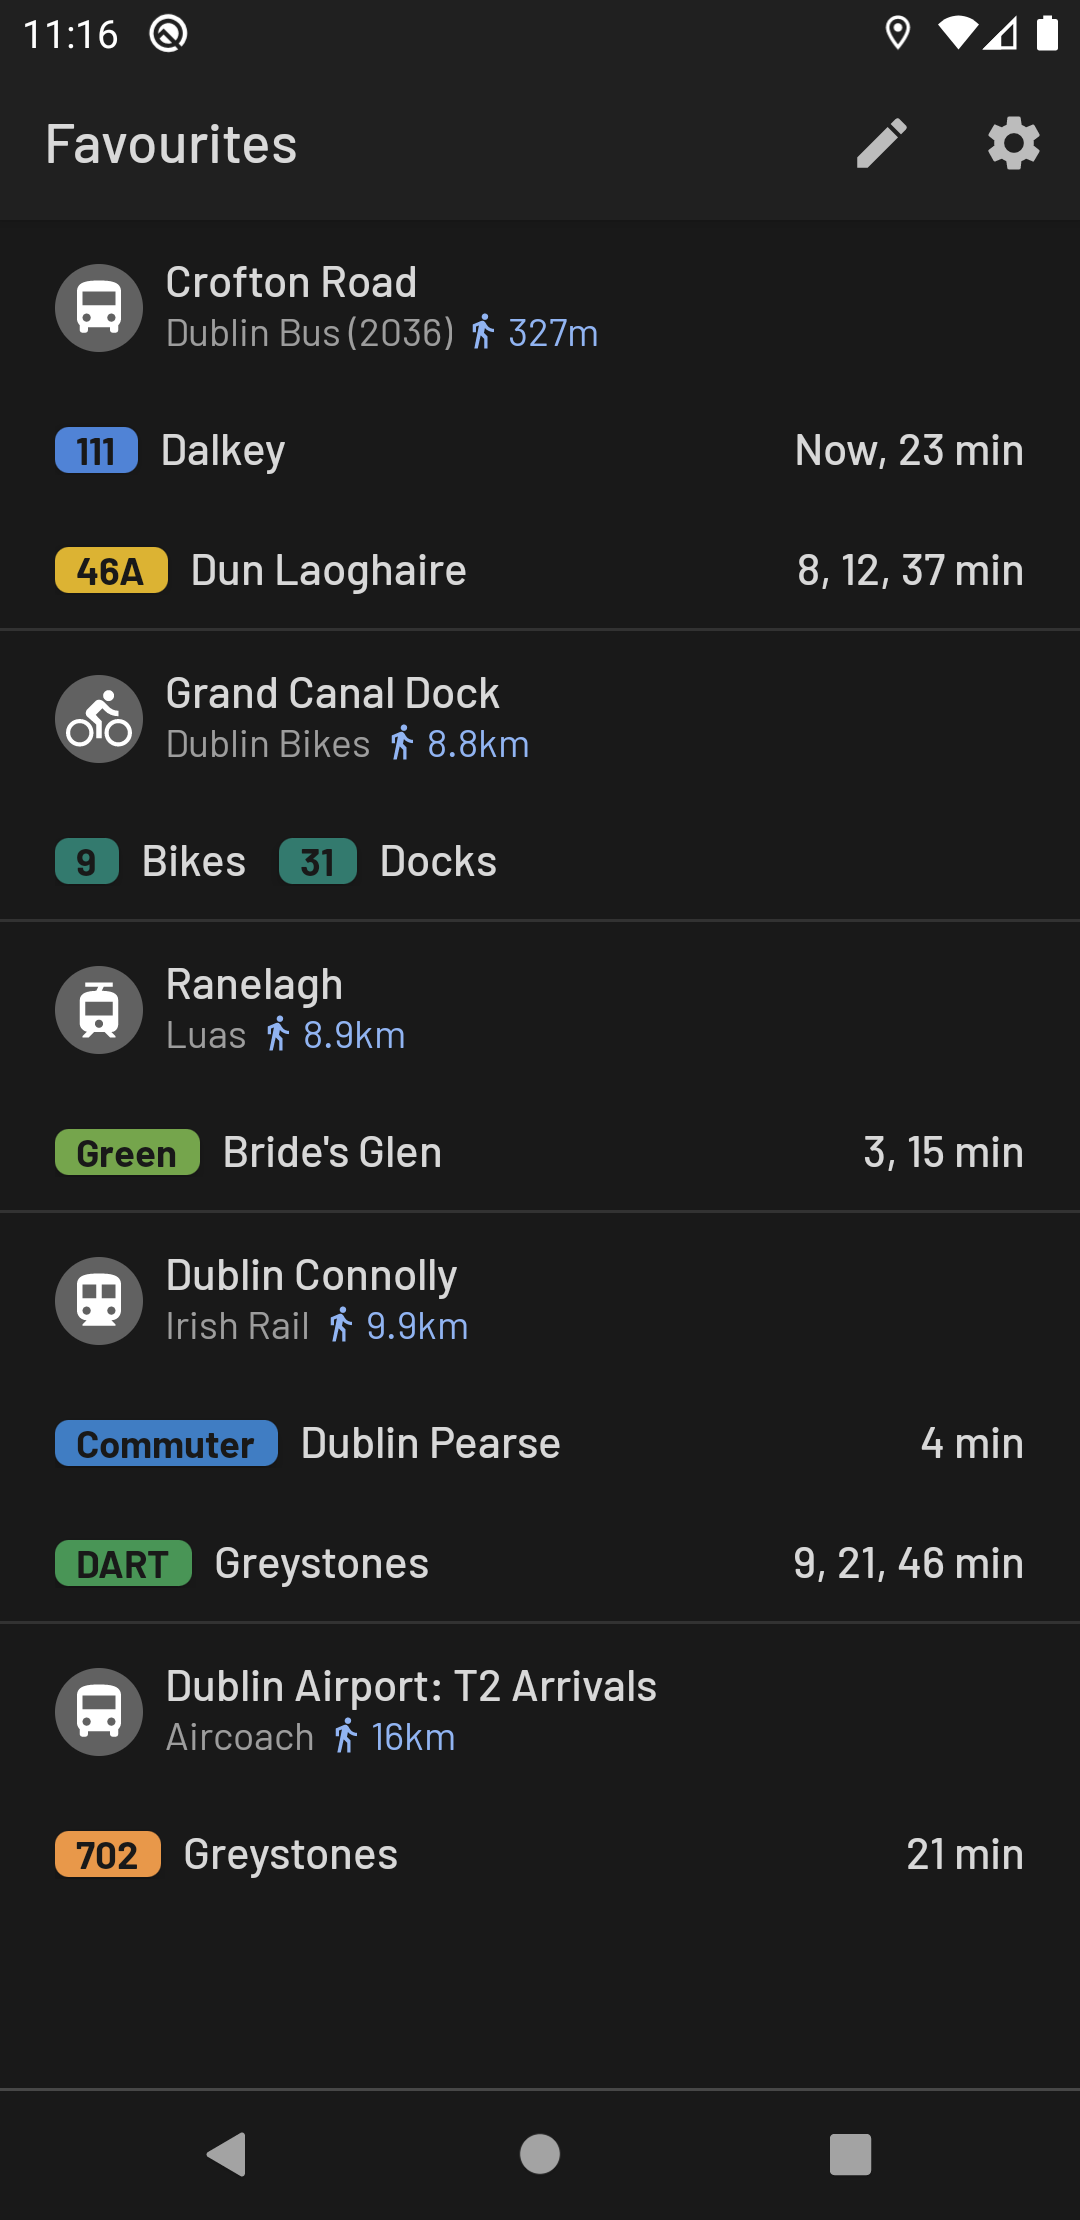 11:16
Favourites
Crofton Road
Dublin Bus (2036) 327m
111 Dalkey Now, 23 min
46A Dun Laoghaire 8, 12, 37 min
Grand Canal Dock
Dublin Bikes 8.8km
9 Bikes 31 Docks
Ranelagh
Luas 8.9km
Green Bride's Glen 3, 15 min
Dublin Connolly
Irish Rail 9.9km
Commuter Dublin Pearse 4 min
DART Greystones 9, 21, 46 min
Dublin Airport: T2 Arrivals
Aircoach 16km
702 Greystones 21 min